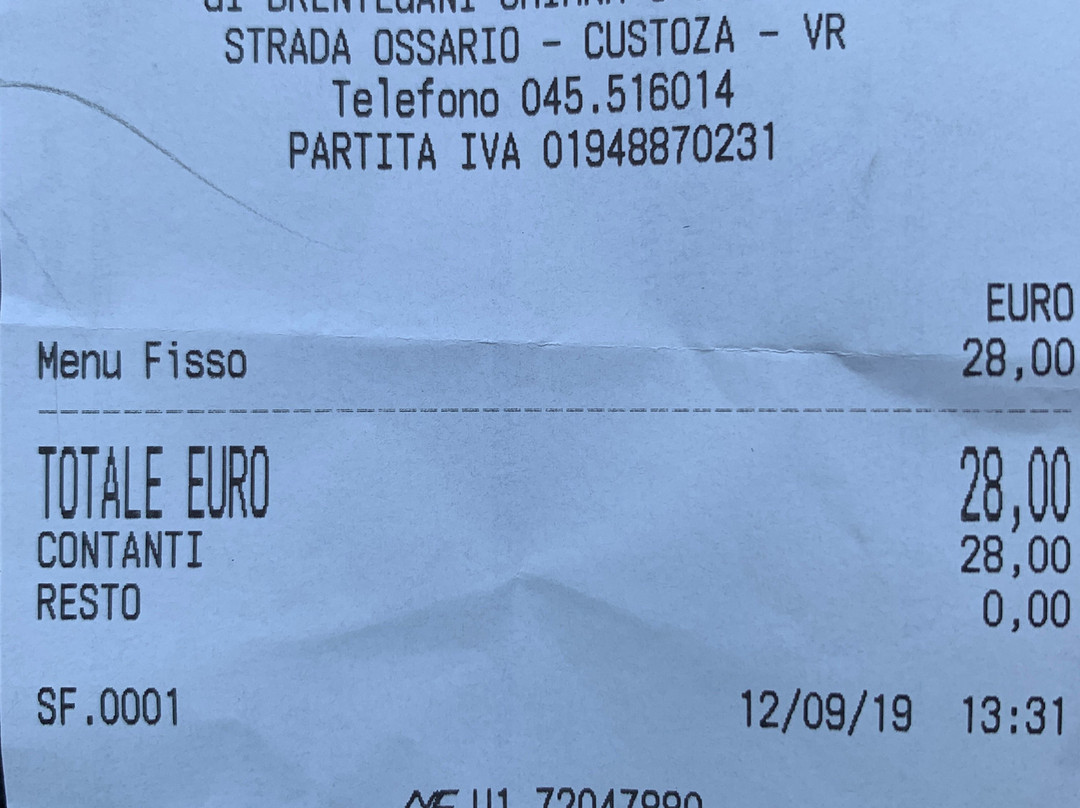 STRADA OSSARIO - CUSTOZA - VR
Telefono 045.516014
PARTITA IVA 01948870231
EURO
Menu Fisso 28,00
TOTALE EURO 28,00
CONTANTI 28,00
RESTO 0,00
SF.0001 12/09/19 13:31